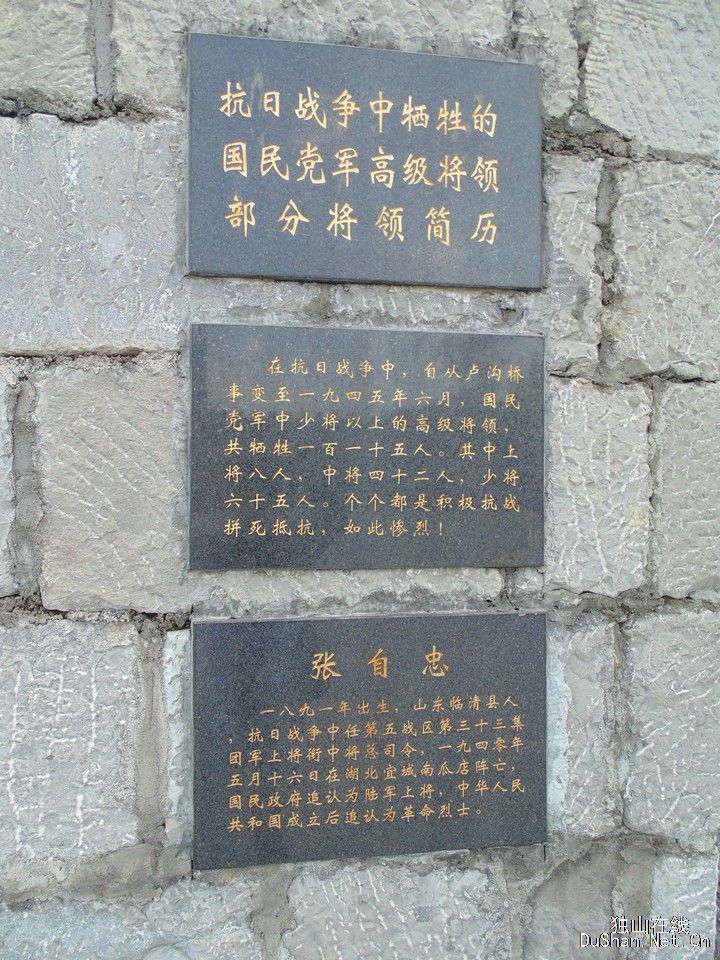 抗日战争中牺牲的
国民党军高级将领
部分将领简历
在抗日战争中，自从卢沟桥
事变至一九四五年六月，国民
党军中少将以上的高级将领，
共牺牲一百一十五人。其中上
将八人，中将四十二人，少将
六十五人。个个都是积极抗战
拼死抵抗，如此惨烈！
张自忠
一八九一年出生，山东临清县人
，抗日战争中任第五战区第三十三集
团军上将衔中将总司令，一九四零年
五月十六日在湖北宜城南瓜店阵亡，
国民政府追认为陆军上将，中华人民
共和国成立后追认为革命烈士。
独山在线
DuShan.Net.Cn